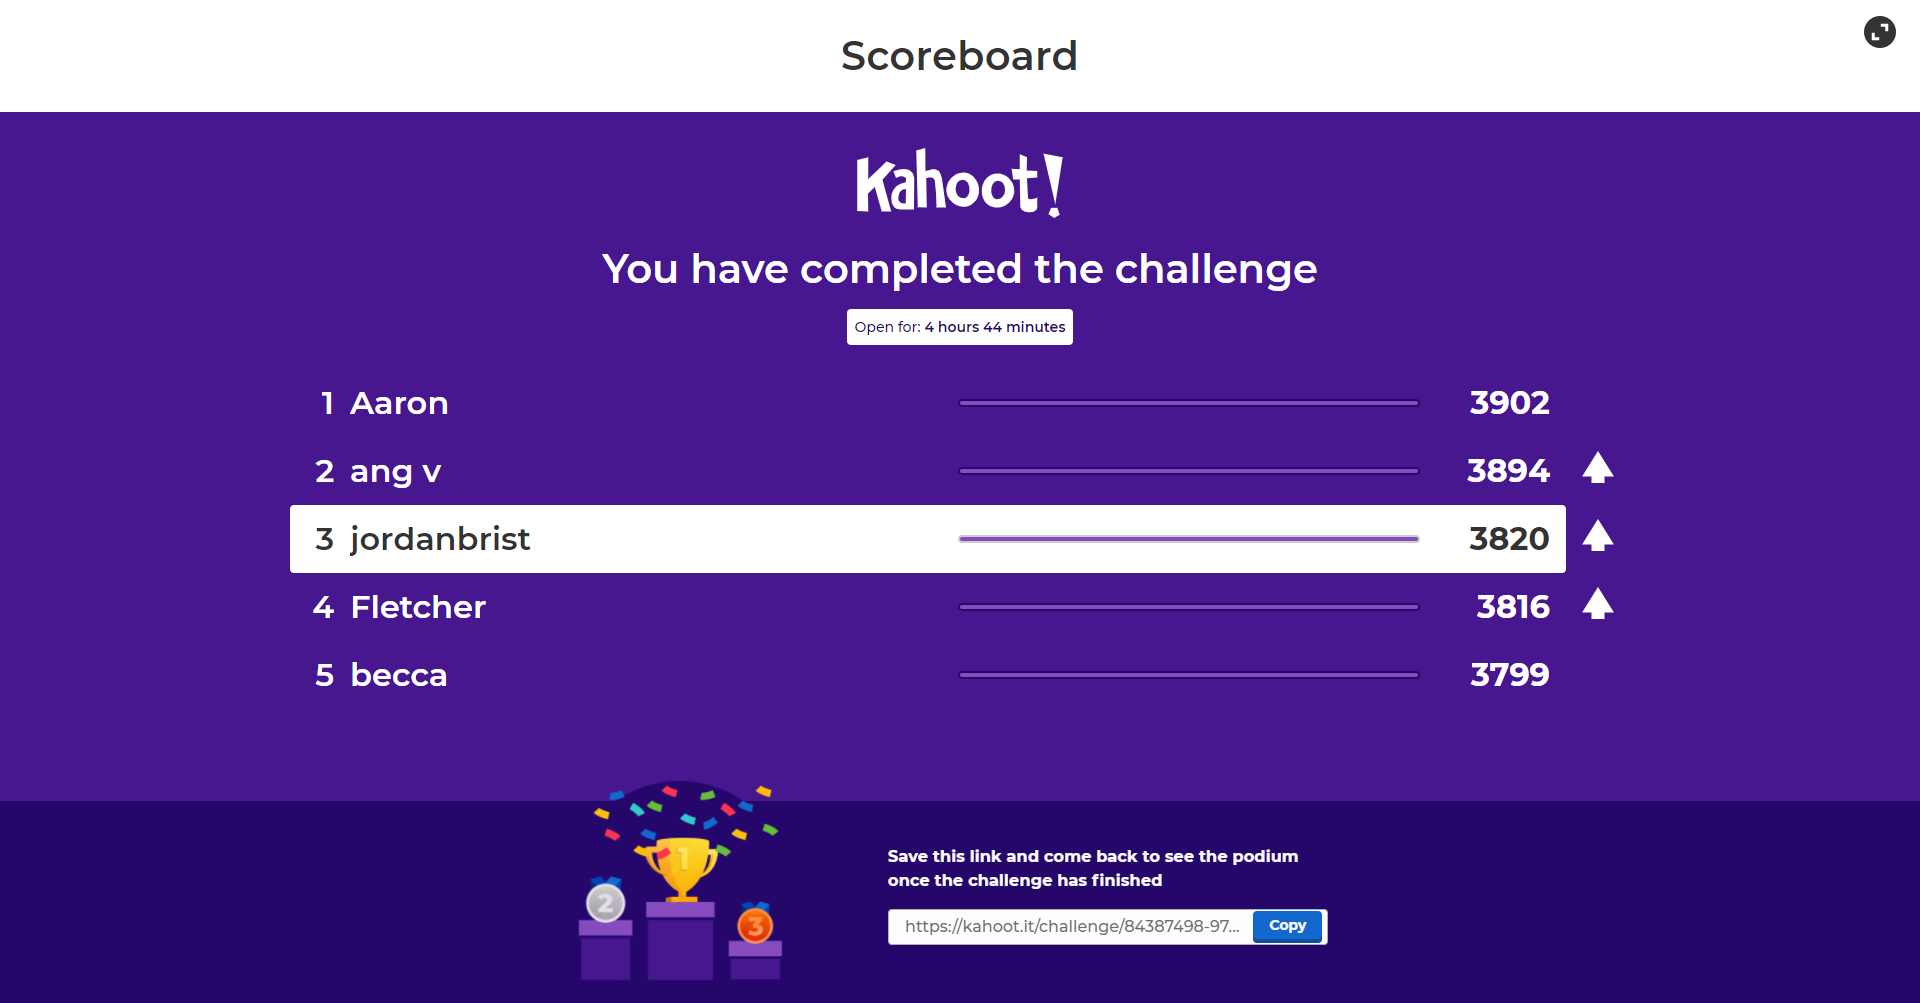 Scoreboard
Kahoot!
You have completed the challenge
Open for: 4 hours 44 minutes
1 Aaron 3902
2 ang v 3894
3 jordanbrist 3820
4 Fletcher 3816
5 becca 3799
1
2
3
Save this link and come back to see the podium
once the challenge has finished
https://kahoot.it/challenge/84387498-97... Copy